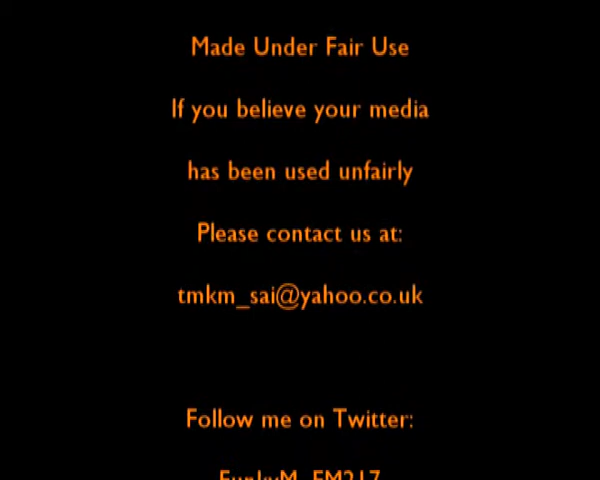 Made Under Fair Use
If you believe your media
has been used unfairly
Please contact us at:
tmkm_sai@yahoo.co.uk
Follow me on Twitter:
FunkyM_FM217